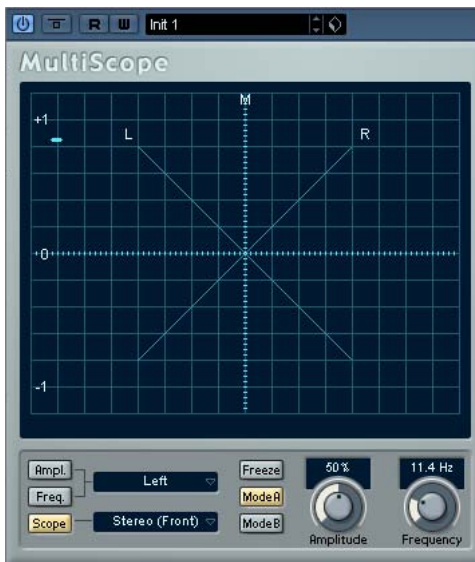 R W Init 1
MultiScope
M
+1
L R
+0
-1
Ampl. Left Freeze 50% 11.4 Hz
Freq. Mode A
Scope Stereo (Front) Mode B
Amplitude Frequency